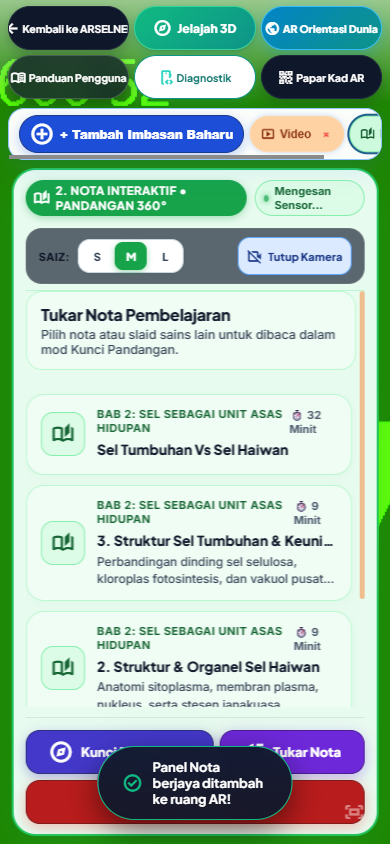 Kembali ke ARSELNE
Jelajah 3D
AR Orientasi Dunia
Panduan Pengguna
Diagnostik
Papar Kad AR
+ Tambah Imbasan Baharu
Video ×
2. NOTA INTERAKTIF •
PANDANGAN 360°
Mengesan
Sensor...
SAIZ:
S
M
L
Tutup Kamera
Tukar Nota Pembelajaran
Pilih nota atau slaid sains lain untuk dibaca dalam
mod Kunci Pandangan.
BAB 2: SEL SEBAGAI UNIT ASAS
HIDUPAN
32
Minit
Sel Tumbuhan Vs Sel Haiwan
BAB 2: SEL SEBAGAI UNIT ASAS
HIDUPAN
9
Minit
3. Struktur Sel Tumbuhan & Keuni...
Perbandingan dinding sel selulosa,
kloroplas fotosintesis, dan vakuol pusat...
BAB 2: SEL SEBAGAI UNIT ASAS
HIDUPAN
9
Minit
2. Struktur & Organel Sel Haiwan
Anatomi sitoplasma, membran plasma,
nukleus, serta stesen janakuasa
Tukar Nota
Panel Nota
berjaya ditambah
ke ruang AR!